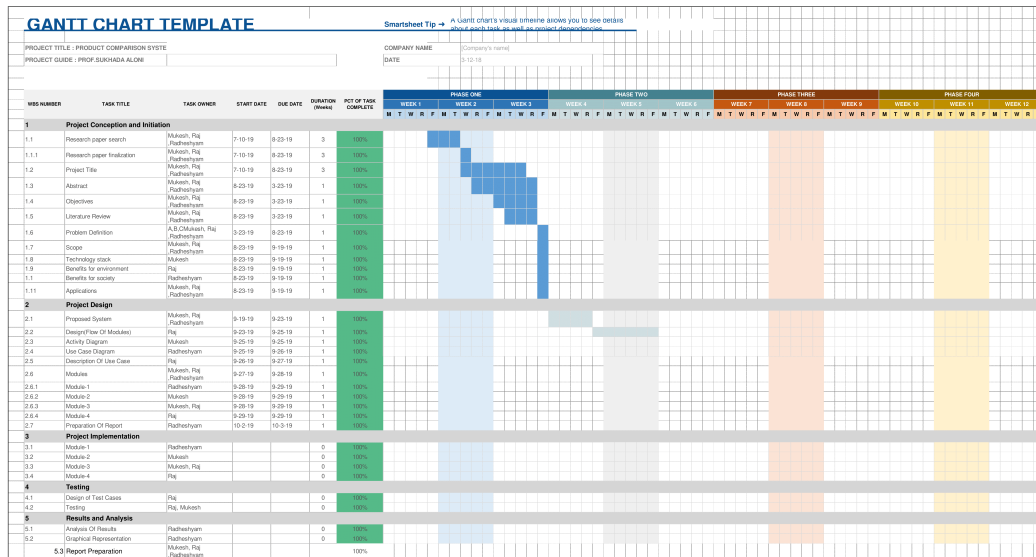 GANTT CHART TEMPLATE
Smartsheet Tip ➜ A Gantt chart's visual timeline allows you to see details
about each task as well as project dependencies.
PROJECT TITLE : PRODUCT COMPARISON SYSTE COMPANY NAME [Company's name]
PROJECT GUIDE : PROF.SUKHADA ALONI DATE 3-12-18
PHASE ONE PHASE TWO PHASE THREE PHASE FOUR
WBS NUMBER TASK TITLE TASK OWNER START DATE DUE DATE DURATION (Weeks) PCT OF TASK COMPLETE
WEEK 1 WEEK 2 WEEK 3 WEEK 4 WEEK 5 WEEK 6 WEEK 7 WEEK 8 WEEK 9 WEEK 10 WEEK 11 WEEK 12
M T W R F M T W R F M T W R F M T W R F M T W R F M T W R F M T W R F M T W R F M T W R F M T W R F M T W R F M T W R
1 Project Conception and Initiation
1.1 Research paper search Mukesh, Raj ,Radheshyam 7-10-19 8-23-19 3 100%
1.1.1 Research paper finalization Mukesh, Raj ,Radheshyam 7-10-19 8-23-19 3 100%
1.2 Project Title Mukesh, Raj ,Radheshyam 7-10-19 8-23-19 3 100%
1.3 Abstract Mukesh, Raj ,Radheshyam 8-23-19 3-23-19 1 100%
1.4 Objectives Mukesh, Raj ,Radheshyam 8-23-19 3-23-19 1 100%
1.5 Literature Review Mukesh, Raj ,Radheshyam 8-23-19 3-23-19 1 100%
1.6 Problem Definition A,B,CMukesh, Raj ,Radheshyam 3-23-19 8-23-19 1 100%
1.7 Scope Mukesh, Raj ,Radheshyam 8-23-19 9-19-19 1 100%
1.8 Technology stack Mukesh 8-23-19 9-19-19 1 100%
1.9 Benefits for environment Raj 8-23-19 9-19-19 1 100%
1.1 Benefits for society Radheshyam 8-23-19 9-19-19 1 100%
1.11 Applications Mukesh, Raj ,Radheshyam 8-23-19 9-19-19 1 100%
2 Project Design
2.1 Proposed System Mukesh, Raj ,Radheshyam 9-19-19 9-23-19 1 100%
2.2 Design(Flow Of Modules) Raj 9-23-19 9-25-19 1 100%
2.3 Activity Diagram Mukesh 9-25-19 9-25-19 1 100%
2.4 Use Case Diagram Radheshyam 9-25-19 9-26-19 1 100%
2.5 Description Of Use Case Raj 9-26-19 9-27-19 1 100%
2.6 Modules Mukesh, Raj ,Radheshyam 9-27-19 9-28-19 1 100%
2.6.1 Module-1 Radheshyam 9-28-19 9-29-19 1 100%
2.6.2 Module-2 Mukesh 9-28-19 9-29-19 1 100%
2.6.3 Module-3 Mukesh, Raj 9-28-19 9-29-19 1 100%
2.6.4 Module-4 Raj 9-29-19 9-29-19 1 100%
2.7 Preparation Of Report Radheshyam 10-2-19 10-3-19 1 100%
3 Project Implementation
3.1 Module-1 Radheshyam 0 100%
3.2 Module-2 Mukesh 0 100%
3.3 Module-3 Mukesh, Raj 0 100%
3.4 Module-4 Raj 0 100%
4 Testing
4.1 Design of Test Cases Raj 0 100%
4.2 Testing Raj, Mukesh 0 100%
5 Results and Analysis
5.1 Analysis Of Results Radheshyam 0 100%
5.2 Graphical Representation Radheshyam 0 100%
5.3 Report Preparation Mukesh, Raj ,Radheshyam 100%